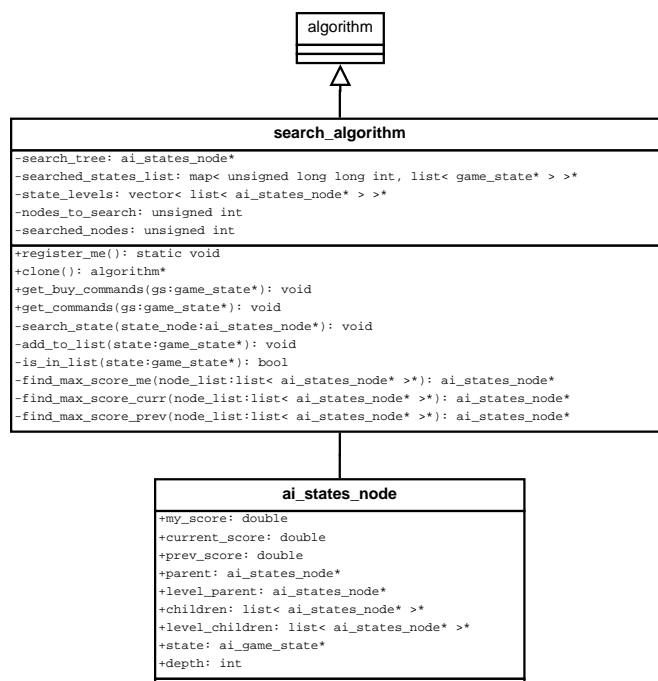 algorithm
search_algorithm
-search_tree: ai_states_node*
-searched_states_list: map< unsigned long long int, list< game_state* > >*
-state_levels: vector< list< ai_states_node* > >*
-nodes_to_search: unsigned int
-searched_nodes: unsigned int
+register_me(): static void
+clone(): algorithm*
+get_buy_commands(gs:game_state*): void
+get_commands(gs:game_state*): void
-search_state(state_node:ai_states_node*): void
-add_to_list(state:game_state*): void
-is_in_list(state:game_state*): bool
-find_max_score_me(node_list:list< ai_states_node* >*): ai_states_node*
-find_max_score_curr(node_list:list< ai_states_node* >*): ai_states_node*
-find_max_score_prev(node_list:list< ai_states_node* >*): ai_states_node*
ai_states_node
+my_score: double
+current_score: double
+prev_score: double
+parent: ai_states_node*
+level_parent: ai_states_node*
+children: list< ai_states_node* >*
+level_children: list< ai_states_node* >*
+state: ai_game_state*
+depth: int